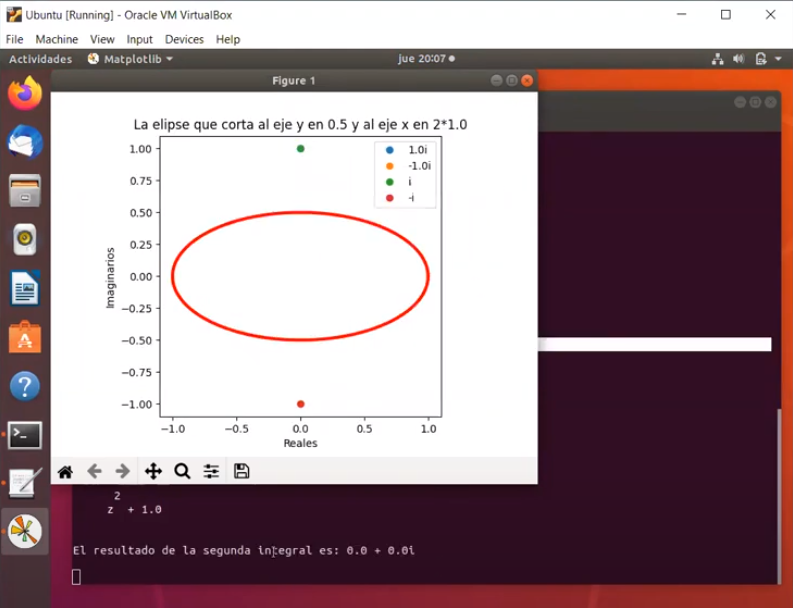 Ubuntu [Running] - Oracle VM VirtualBox
File Machine View Input Devices Help
Actividades Matplotlib jue 20:07
Figure 1
La elipse que corta al eje y en 0.5 y al eje x en 2*1.0
1.00
0.75
0.50
0.25
0.00
−0.25
−0.50
−0.75
−1.00
Imaginarios
1.0i
-1.0i
i
-i
−1.0 −0.5 0.0 0.5 1.0
Reales
2
z + 1.0
El resultado de la segunda integral es: 0.0 + 0.0i